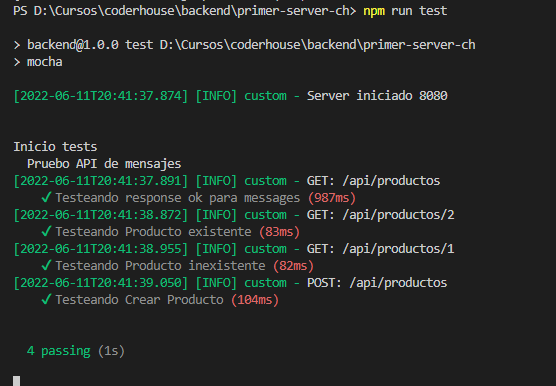 PS D:\Cursos\coderhouse\backend\primer-server-ch> npm run test
> backend@1.0.0 test D:\Cursos\coderhouse\backend\primer-server-ch
> mocha
[2022-06-11T20:41:37.874] [INFO] custom - Server iniciado 8080
Inicio tests
Pruebo API de mensajes
[2022-06-11T20:41:37.891] [INFO] custom - GET: /api/productos
✓ Testeando response ok para messages (987ms)
[2022-06-11T20:41:38.872] [INFO] custom - GET: /api/productos/2
✓ Testeando Producto existente (83ms)
[2022-06-11T20:41:38.955] [INFO] custom - GET: /api/productos/1
✓ Testeando Producto inexistente (82ms)
[2022-06-11T20:41:39.050] [INFO] custom - POST: /api/productos
✓ Testeando Crear Producto (104ms)
4 passing (1s)